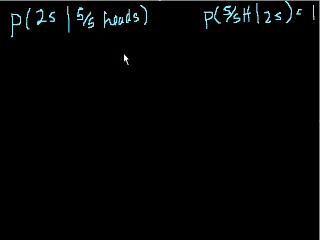 P(2s | 5/5 heads) P(5/5H | 2s) = 1